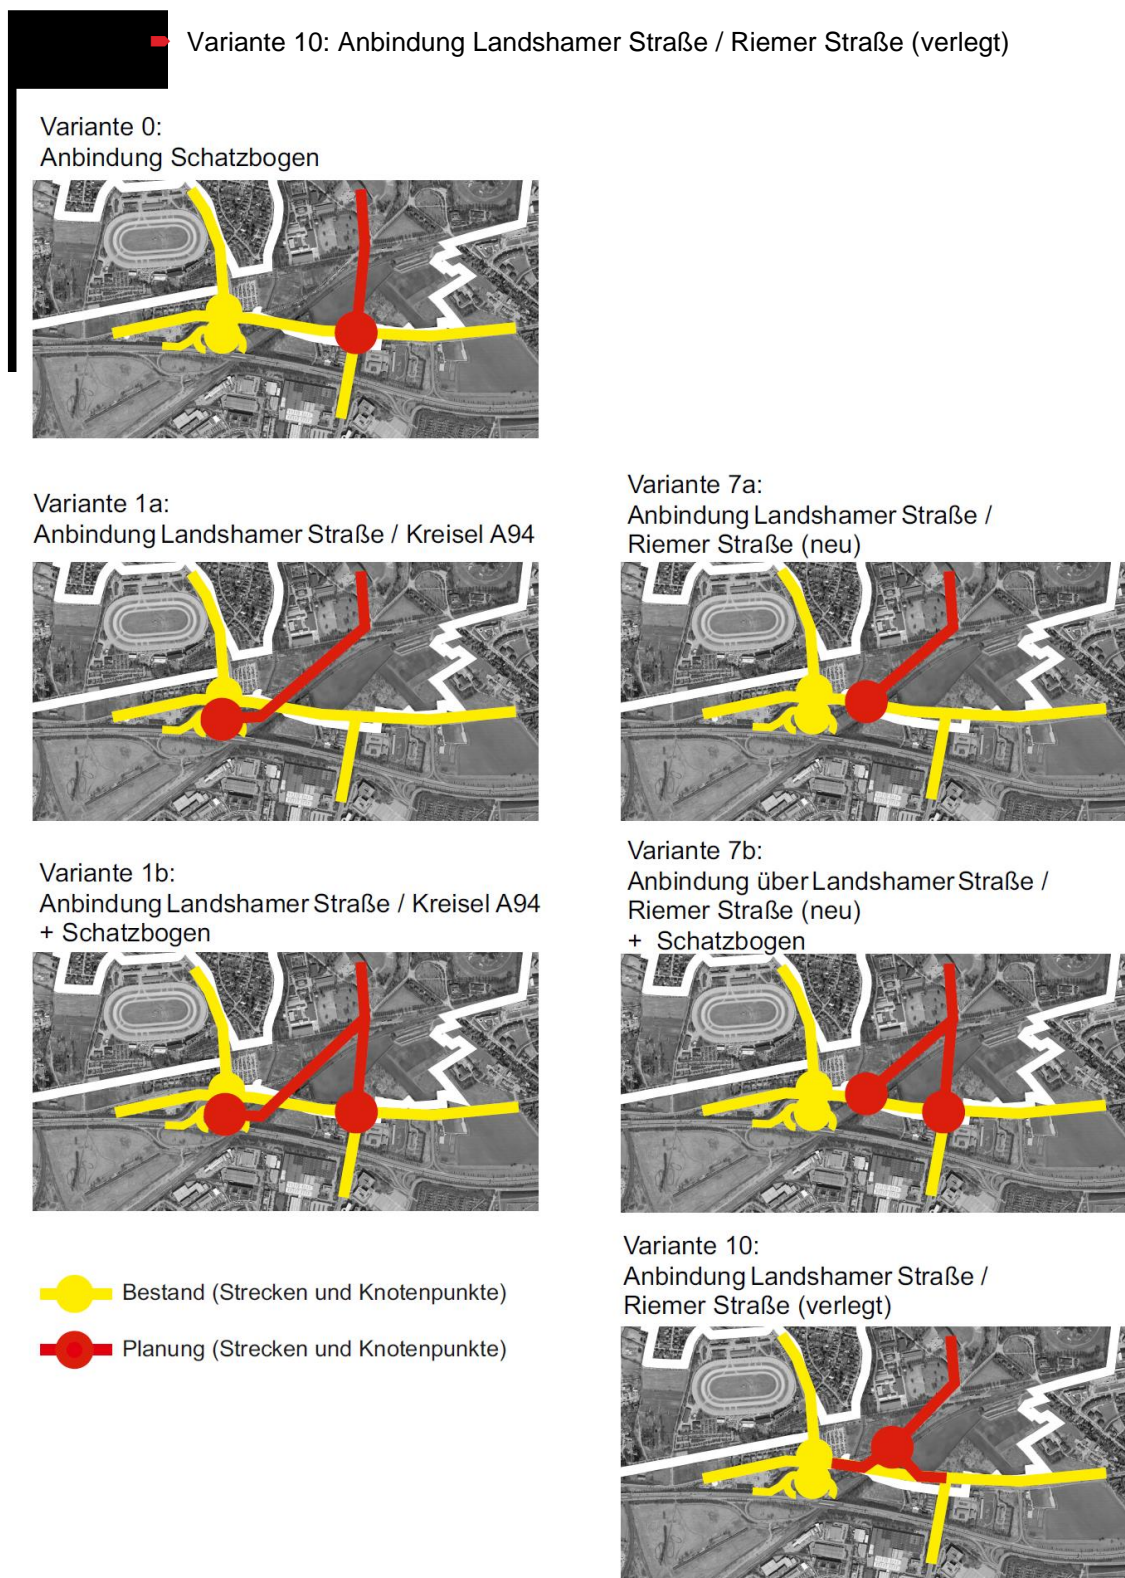 Variante 10: Anbindung Landshamer Straße / Riemer Straße (verlegt)
Variante 0:
Anbindung Schatzbogen
Variante 1a:
Anbindung Landshamer Straße / Kreisel A94
Variante 7a:
Anbindung Landshamer Straße /
Riemer Straße (neu)
Variante 1b:
Anbindung Landshamer Straße / Kreisel A94
+ Schatzbogen
Variante 7b:
Anbindung über Landshamer Straße /
Riemer Straße (neu)
+ Schatzbogen
Bestand (Strecken und Knotenpunkte)
Planung (Strecken und Knotenpunkte)
Variante 10:
Anbindung Landshamer Straße /
Riemer Straße (verlegt)